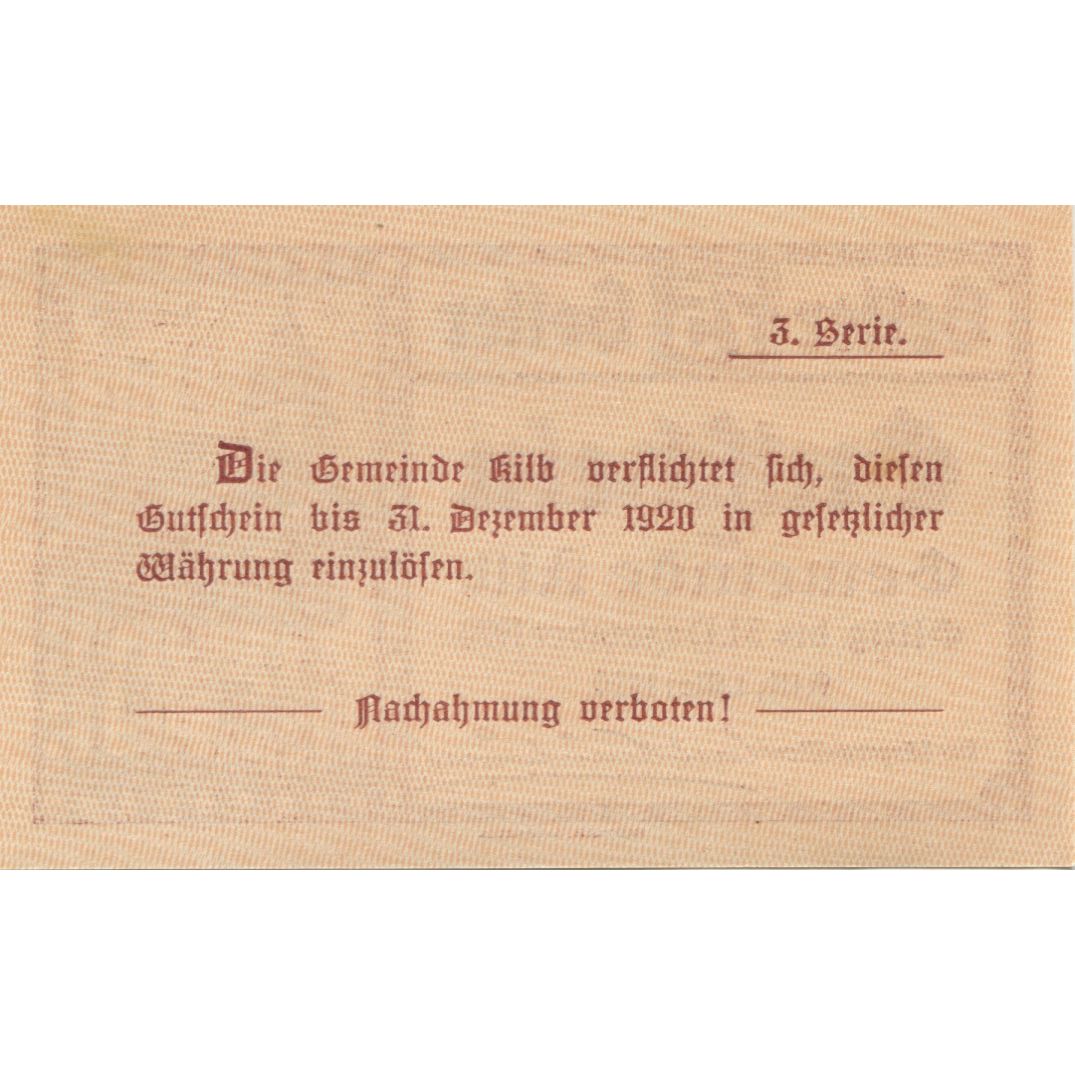 3. Serie.
Die Gemeinde Kilb verflichtet sich, diesen
Gutschein bis 31. Dezember 1920 in gesetzlicher
Währung einzulösen.
Nachahmung verboten!